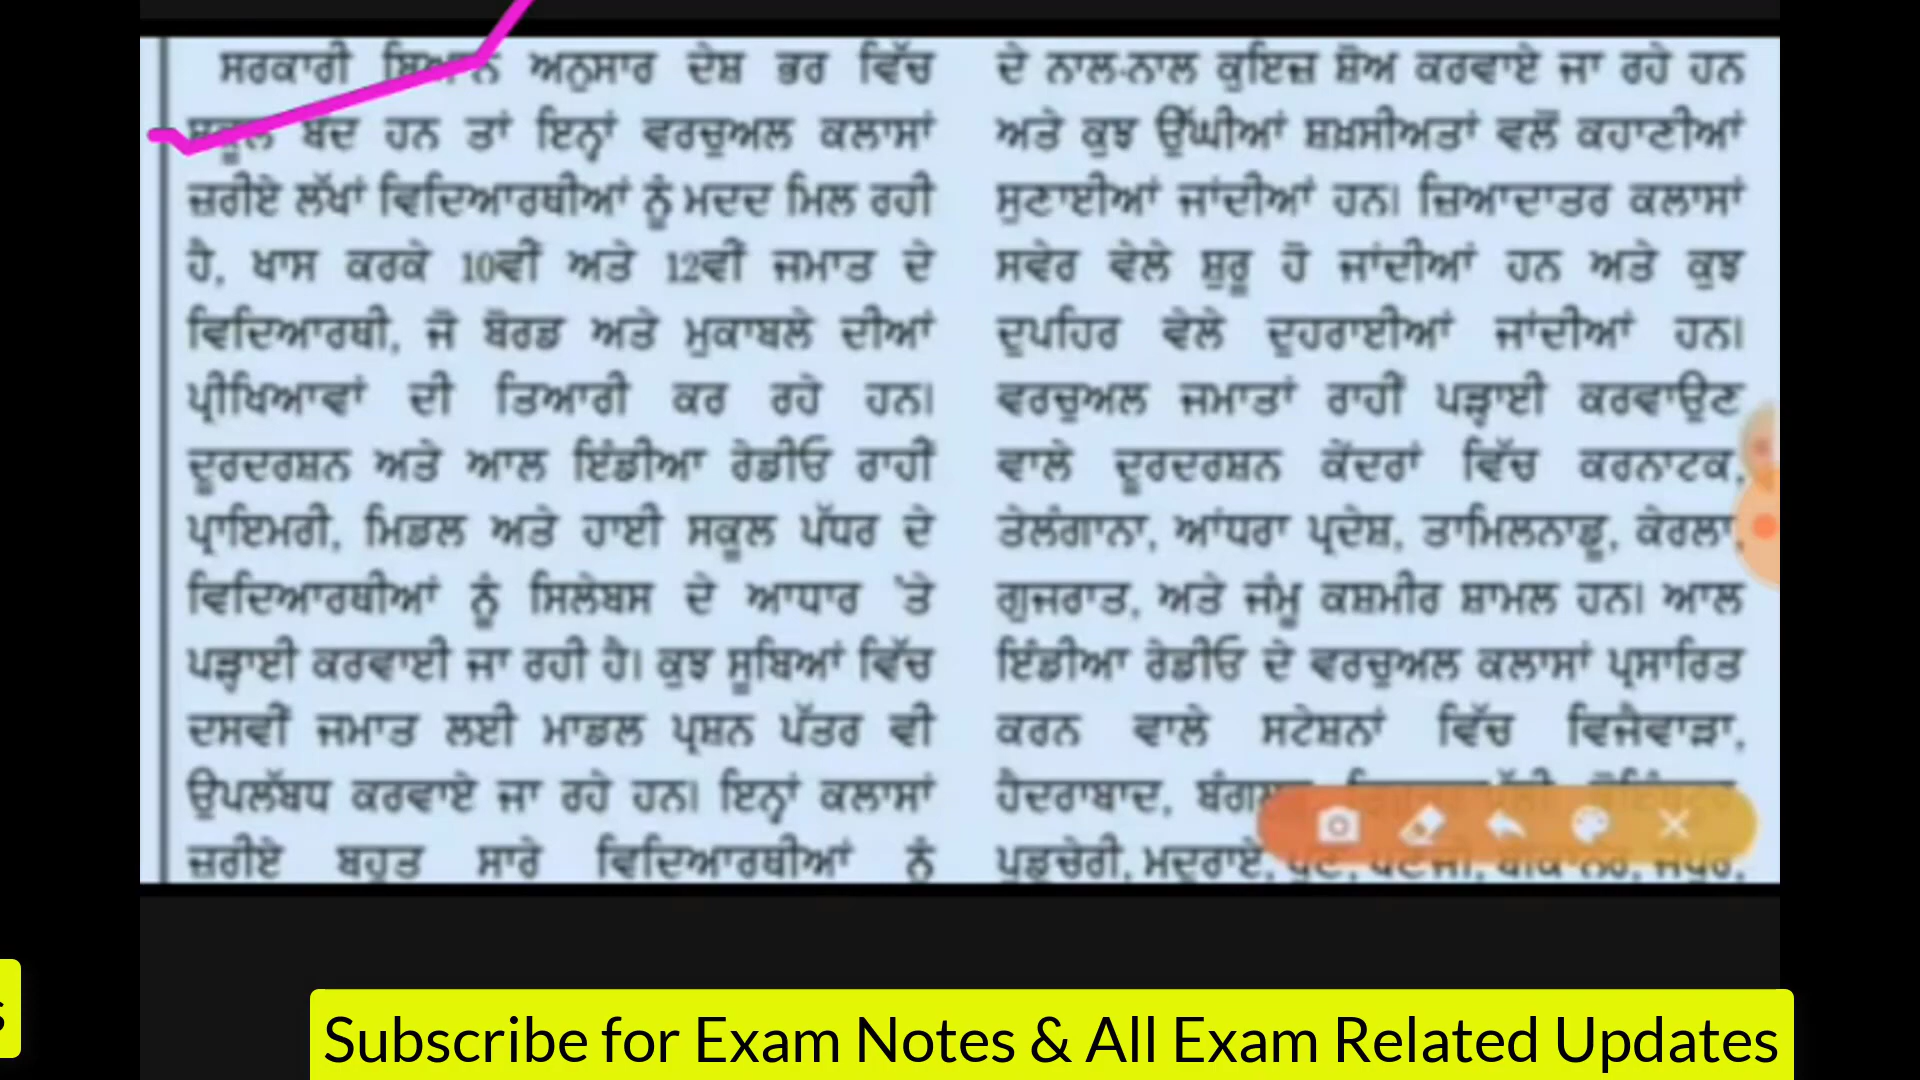 ਸਰਕਾਰੀ ਬਿਆਨ ਅਨੁਸਾਰ ਦੇਸ਼ ਭਰ ਵਿੱਚ
ਸਕੂਲ ਬੰਦ ਹਨ ਤਾਂ ਇਨ੍ਹਾਂ ਵਰਚੁਅਲ ਕਲਾਸਾਂ
ਜ਼ਰੀਏ ਲੱਖਾਂ ਵਿਦਿਆਰਥੀਆਂ ਨੂੰ ਮਦਦ ਮਿਲ ਰਹੀ
ਹੈ, ਖਾਸ ਕਰਕੇ 10ਵੀਂ ਅਤੇ 12ਵੀਂ ਜਮਾਤ ਦੇ
ਵਿਦਿਆਰਥੀ, ਜੋ ਬੋਰਡ ਅਤੇ ਮੁਕਾਬਲੇ ਦੀਆਂ
ਪ੍ਰੀਖਿਆਵਾਂ ਦੀ ਤਿਆਰੀ ਕਰ ਰਹੇ ਹਨ।
ਦੂਰਦਰਸ਼ਨ ਅਤੇ ਆਲ ਇੰਡੀਆ ਰੇਡੀਓ ਰਾਹੀਂ
ਪ੍ਰਾਇਮਰੀ, ਮਿਡਲ ਅਤੇ ਹਾਈ ਸਕੂਲ ਪੱਧਰ ਦੇ
ਵਿਦਿਆਰਥੀਆਂ ਨੂੰ ਸਿਲੇਬਸ ਦੇ ਆਧਾਰ 'ਤੇ
ਪੜ੍ਹਾਈ ਕਰਵਾਈ ਜਾ ਰਹੀ ਹੈ। ਕੁਝ ਸੂਬਿਆਂ ਵਿੱਚ
ਦਸਵੀਂ ਜਮਾਤ ਲਈ ਮਾਡਲ ਪ੍ਰਸ਼ਨ ਪੱਤਰ ਵੀ
ਉਪਲੱਬਧ ਕਰਵਾਏ ਜਾ ਰਹੇ ਹਨ। ਇਨ੍ਹਾਂ ਕਲਾਸਾਂ
ਜ਼ਰੀਏ ਬਹੁਤ ਸਾਰੇ ਵਿਦਿਆਰਥੀਆਂ ਨੂੰ
ਦੇ ਨਾਲ-ਨਾਲ ਕੁਇਜ਼ ਸ਼ੋਅ ਕਰਵਾਏ ਜਾ ਰਹੇ ਹਨ
ਅਤੇ ਕੁਝ ਉੱਘੀਆਂ ਸ਼ਖ਼ਸੀਅਤਾਂ ਵਲੋਂ ਕਹਾਣੀਆਂ
ਸੁਣਾਈਆਂ ਜਾਂਦੀਆਂ ਹਨ। ਜ਼ਿਆਦਾਤਰ ਕਲਾਸਾਂ
ਸਵੇਰ ਵੇਲੇ ਸ਼ੁਰੂ ਹੋ ਜਾਂਦੀਆਂ ਹਨ ਅਤੇ ਕੁਝ
ਦੁਪਹਿਰ ਵੇਲੇ ਦੁਹਰਾਈਆਂ ਜਾਂਦੀਆਂ ਹਨ।
ਵਰਚੁਅਲ ਜਮਾਤਾਂ ਰਾਹੀਂ ਪੜ੍ਹਾਈ ਕਰਵਾਉਣ
ਵਾਲੇ ਦੂਰਦਰਸ਼ਨ ਕੇਂਦਰਾਂ ਵਿੱਚ ਕਰਨਾਟਕ,
ਤੇਲੰਗਾਨਾ, ਆਂਧਰਾ ਪ੍ਰਦੇਸ਼, ਤਾਮਿਲਨਾਡੂ, ਕੇਰਲਾ,
ਗੁਜਰਾਤ, ਅਤੇ ਜੰਮੂ ਕਸ਼ਮੀਰ ਸ਼ਾਮਲ ਹਨ। ਆਲ
ਇੰਡੀਆ ਰੇਡੀਓ ਦੇ ਵਰਚੁਅਲ ਕਲਾਸਾਂ ਪ੍ਰਸਾਰਿਤ
ਕਰਨ ਵਾਲੇ ਸਟੇਸ਼ਨਾਂ ਵਿੱਚ ਵਿਜੈਵਾੜਾ,
ਹੈਦਰਾਬਾਦ,
ਪੁਡੂਚੇਰੀ, ਮਦੁਰਾਏ,
Subscribe for Exam Notes & All Exam Related Updates